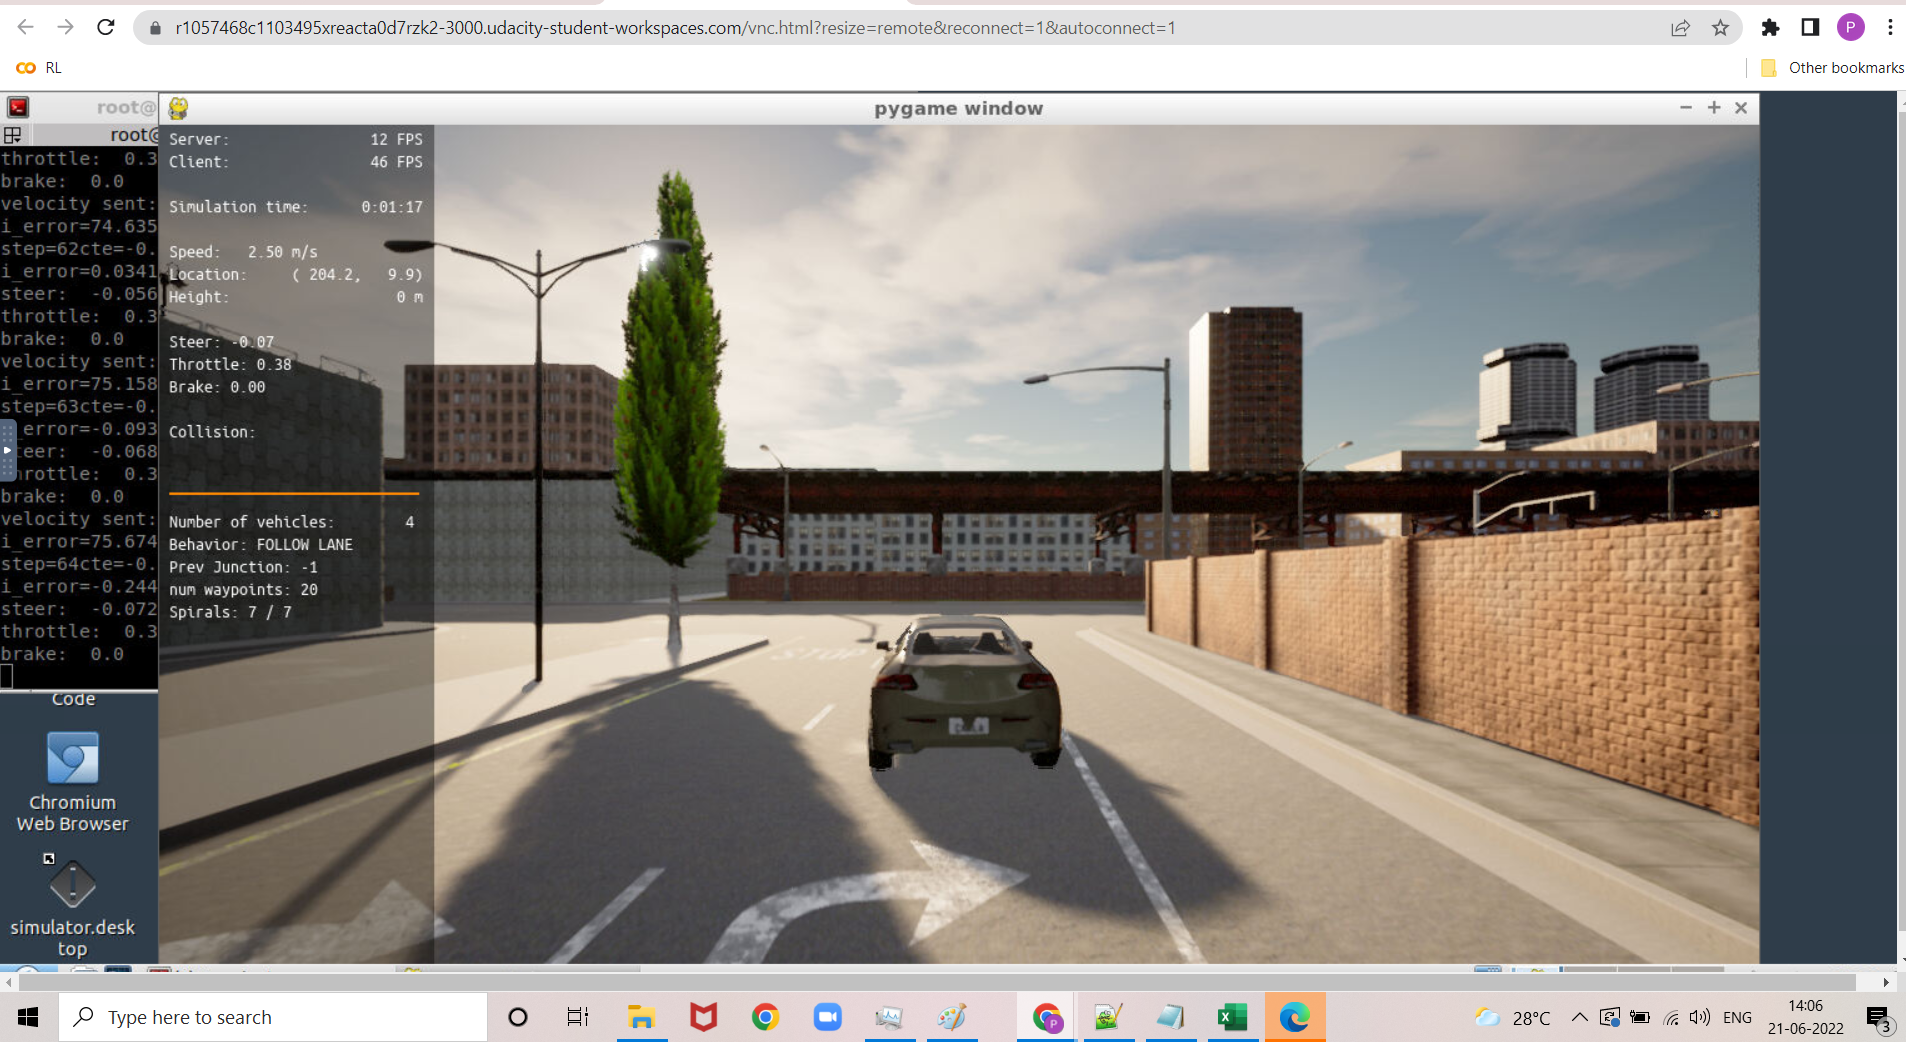 r1057468c1103495xreacta0d7rzk2-3000.udacity-student-workspaces.com/vnc.html?resize=remote&reconnect=1&autoconnect=1
P
RL
Other bookmarks
root@
pygame window
root@
throttle: 0.3
brake: 0.0
velocity sent:
i_error=74.635
step=62cte=-0.
i_error=0.0341
steer: -0.056
throttle: 0.3
brake: 0.0
velocity sent:
i_error=75.158
step=63cte=-0.
_error=-0.093
teer: -0.068
hrottle: 0.3
brake: 0.0
velocity sent:
i_error=75.674
step=64cte=-0.
i_error=-0.244
steer: -0.072
throttle: 0.3
brake: 0.0
Server: 12 FPS
Client: 46 FPS
Simulation time: 0:01:17
Speed: 2.50 m/s
Location: ( 204.2, 9.9)
Height: 0 m
Steer: -0.07
Throttle: 0.38
Brake: 0.00
Collision:
Number of vehicles: 4
Behavior: FOLLOW LANE
Prev Junction: -1
num waypoints: 20
Spirals: 7 / 7
STOP
Code
Chromium
Web Browser
simulator.desk
top
Type here to search
P
28°C
ENG
14:06
21-06-2022
3